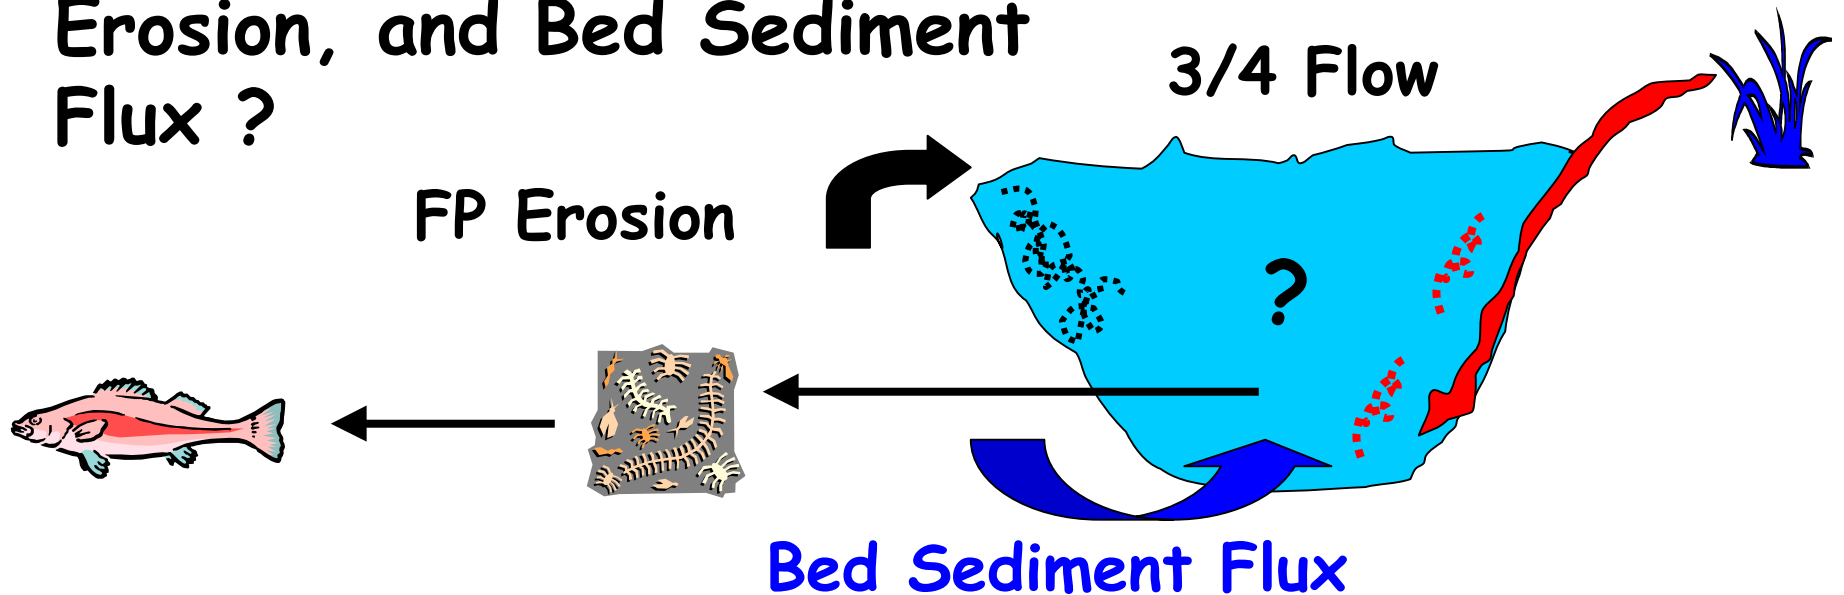 Erosion, and Bed Sediment
Flux ?
3/4 Flow
FP Erosion
?
Bed Sediment Flux